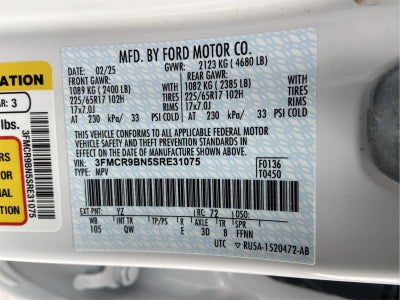 MFD. BY FORD MOTOR CO.
02/25 GVWR: 2123 KG ( 4680 LB)
FRONT GAWR: REAR GAWR:
1089 KG ( 2400 LB) WITH 1082 KG ( 2385 LB) WITH
225/65R17 102H TIRES 225/65R17 102H TIRES
17x7.0J RIMS 17x7.0J RIMS
AT 230 kPa/ 33 PSI COLD AT 230 kPa/ 33 PSI COLD
THIS VEHICLE CONFORMS TO ALL APPLICABLE FEDERAL MOTOR
VEHICLE SAFETY AND THEFT PREVENTION STANDARDS IN EFFECT
ON THE DATE OF MANUFACTURE SHOWN ABOVE.
VIN: 3FMCR9BN5SRE31075 F0136
TYPE: MPV T0450
EXT PNT: YZ RC: 72 DSO:
WB INT TR TP/PS R AXLE TR SPR
105 QW E 3D 8 FFNN
UTC ▼ RU5A-1520472-AB
ATION
AR: 3
lbs.
3FMCR9BN5SRE31075